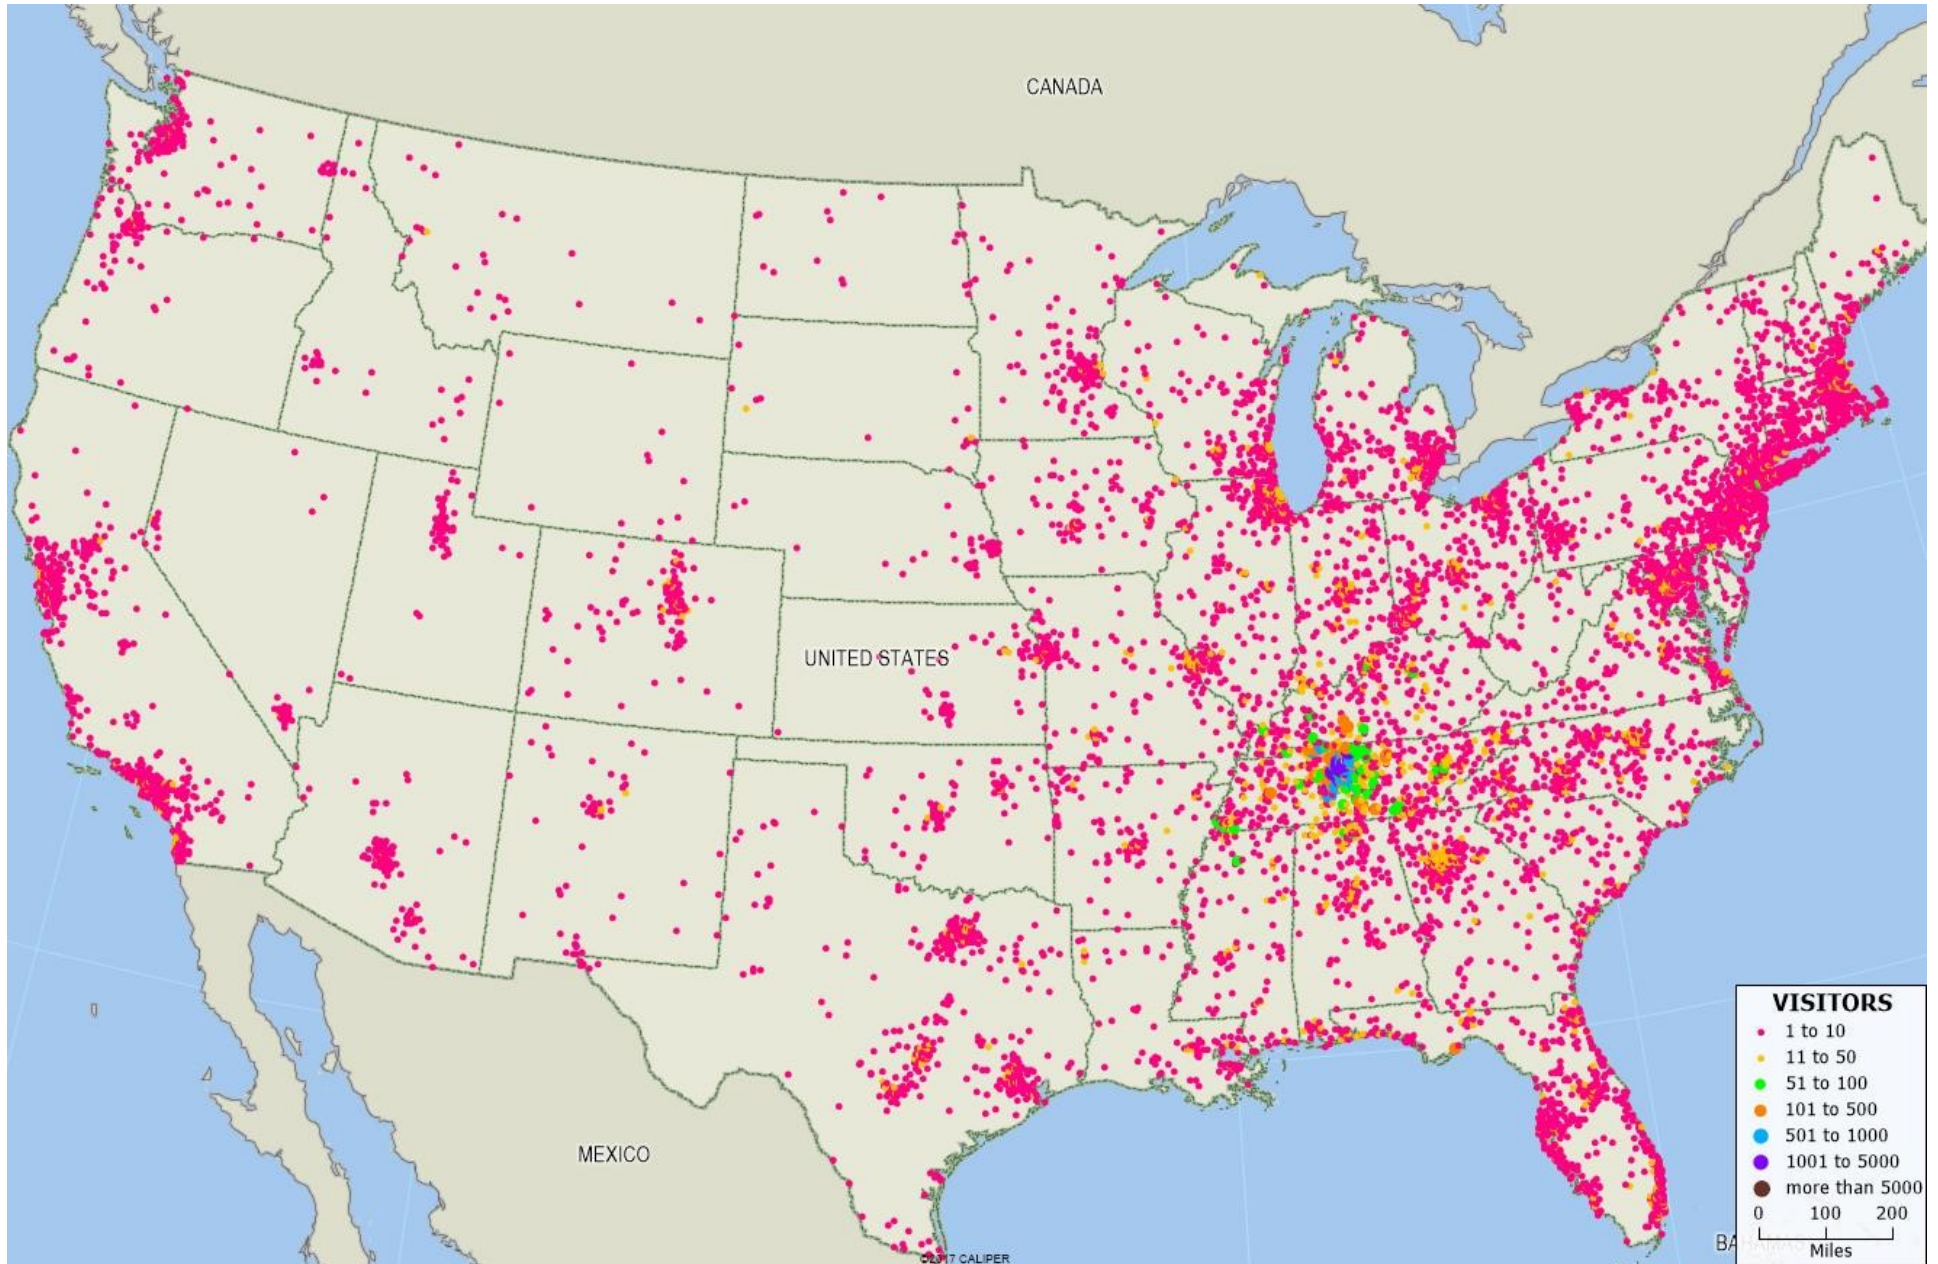 CANADA
UNITED STATES
MEXICO
VISITORS
1 to 10
11 to 50
51 to 100
101 to 500
501 to 1000
1001 to 5000
more than 5000
0 100 200
Miles
BAHAMAS
©2017 CALIPER